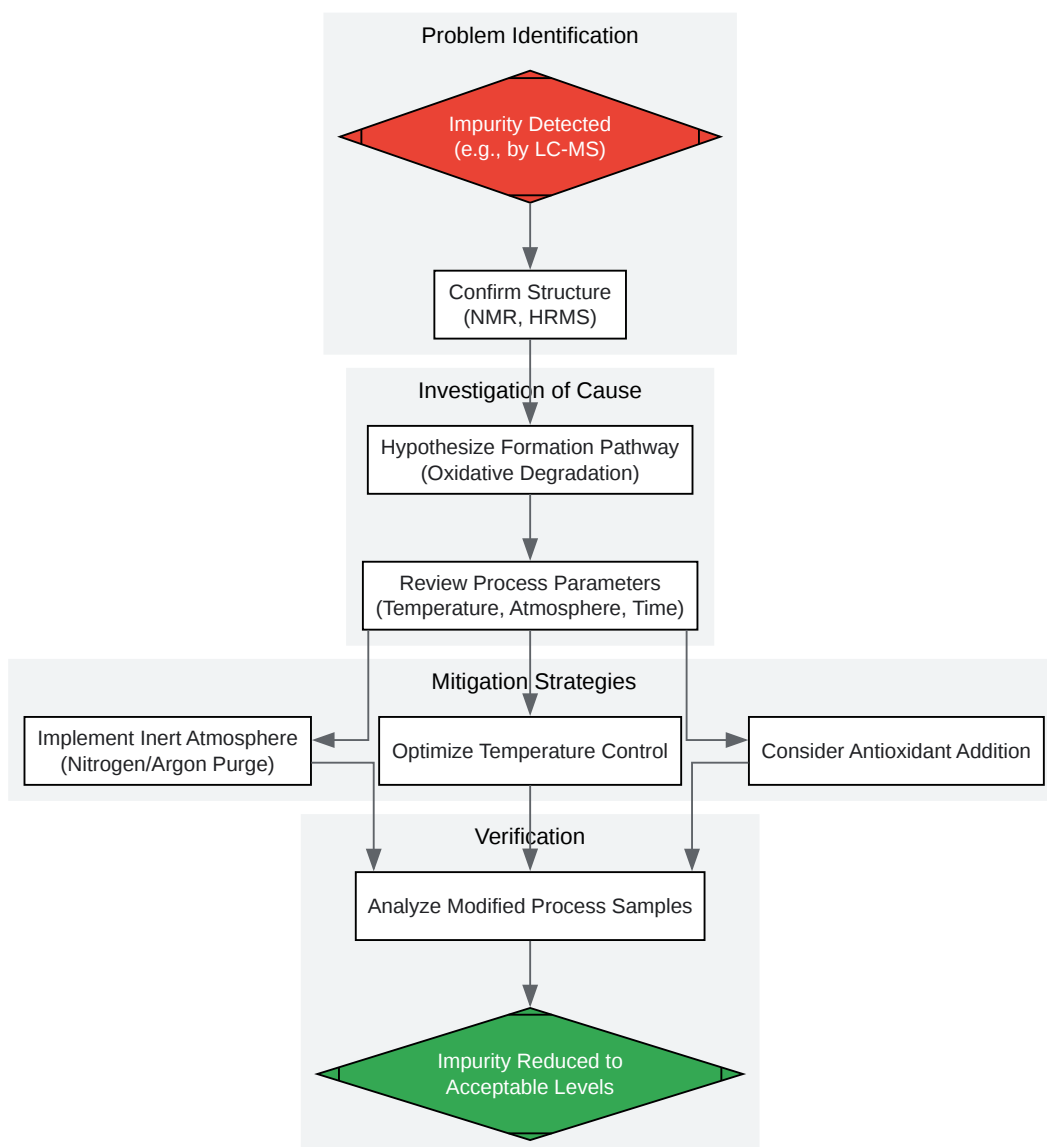 Problem Identification
Impurity Detected
(e.g., by LC-MS)
Confirm Structure
(NMR, HRMS)
Investigation of Cause
Hypothesize Formation Pathway
(Oxidative Degradation)
Review Process Parameters
(Temperature, Atmosphere, Time)
Mitigation Strategies
Implement Inert Atmosphere
(Nitrogen/Argon Purge)
Optimize Temperature Control
Consider Antioxidant Addition
Verification
Analyze Modified Process Samples
Impurity Reduced to
Acceptable Levels